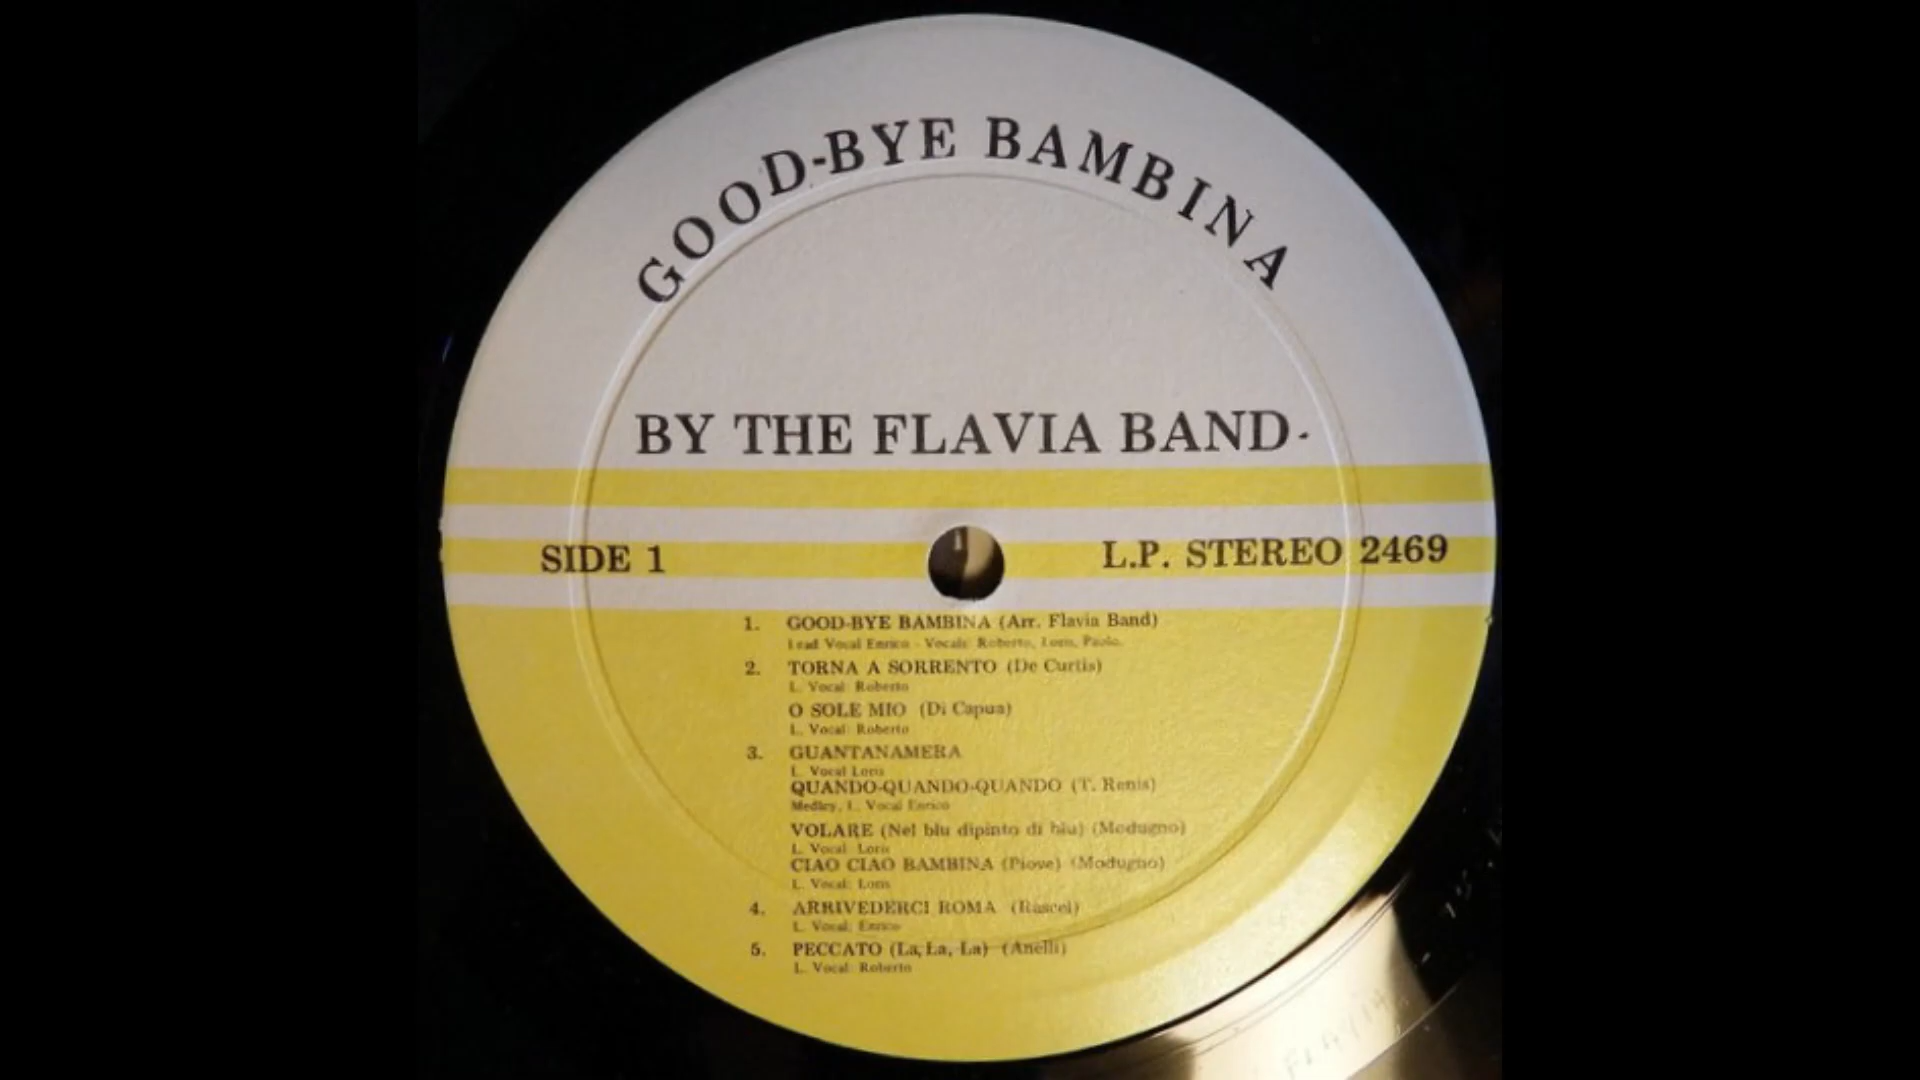 GOOD-BYE BAMBINA
BY THE FLAVIA BAND-
SIDE 1
L.P. STEREO 2469
1. GOOD-BYE BAMBINA (Arr. Flavia Band)
Lead Vocal Enrico - Vocals: Roberto, Loris, Paolo.
2. TORNA A SORRENTO (De Curtis)
L. Vocal: Roberto
O SOLE MIO (Di Capua)
L. Vocal: Roberto
3. GUANTANAMERA
L. Vocal Loris
QUANDO-QUANDO-QUANDO (T. Renis)
Medley, L. Vocal Enrico
VOLARE (Nel blu dipinto di blu) (Modugno)
L. Vocal: Loris
CIAO CIAO BAMBINA (Piove) (Modugno)
L. Vocal: Loris
4. ARRIVEDERCI ROMA (Rascel)
L. Vocal: Enrico
5. PECCATO (La, La, La) (Anelli)
L. Vocal: Roberto